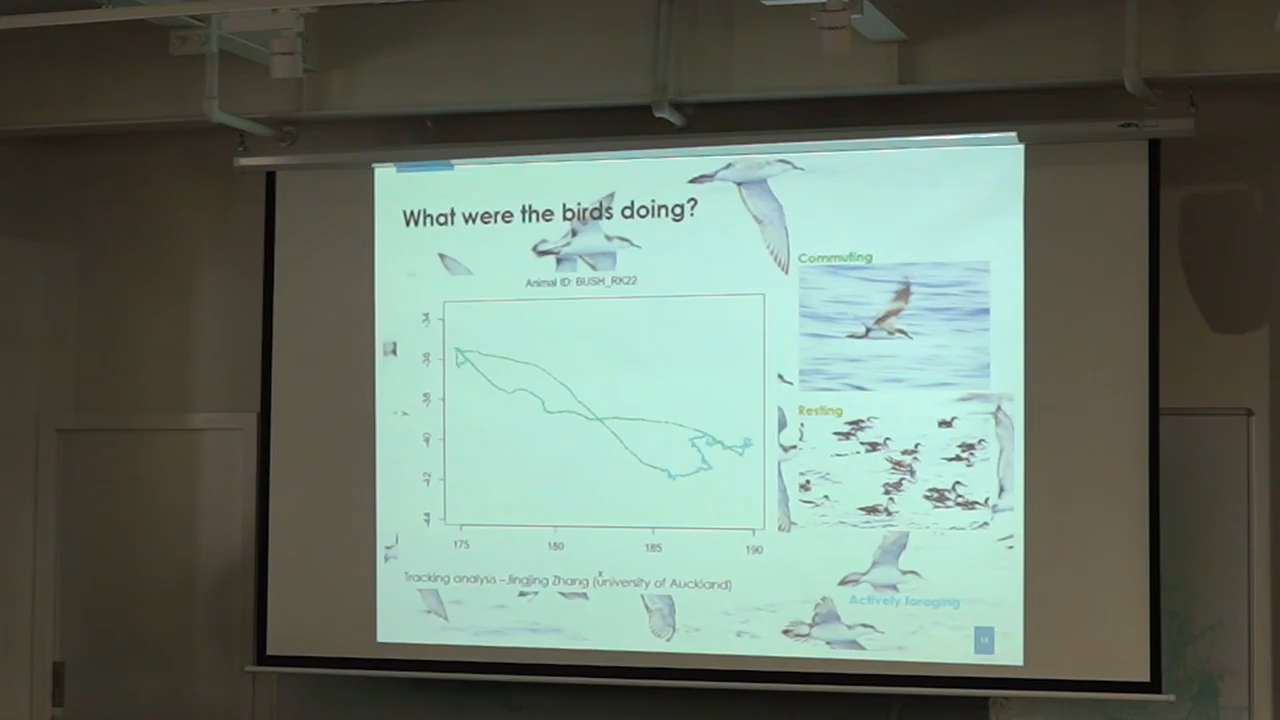 What were the birds doing?
Commuting
Animal ID: BUSH_RK22
Resting
175 180 185 190
x
Tracking analysis – Jingjing Zhang (University of Auckland)
Actively foraging